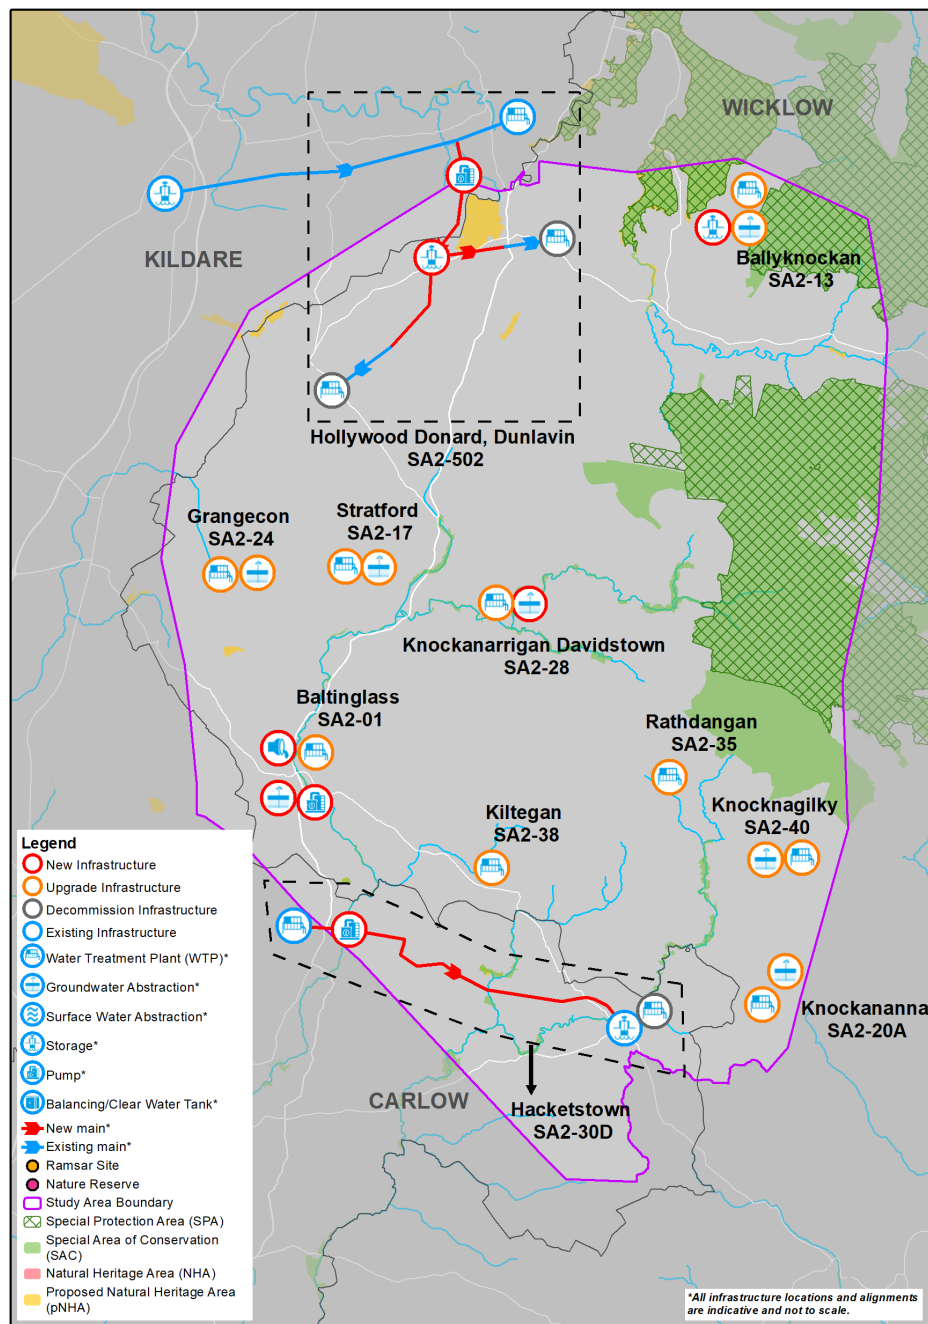 WICKLOW
KILDARE
Ballyknockan
SA2-13
Hollywood Donard, Dunlavin
SA2-502
Grangecon
SA2-24
Stratford
SA2-17
Knockanarrigan Davidstown
SA2-28
Baltinglass
SA2-01
Rathdangan
SA2-35
Kiltegan
SA2-38
Knocknagilky
SA2-40
Knockananna
SA2-20A
CARLOW
Hacketstown
SA2-30D
Legend
New Infrastructure
Upgrade Infrastructure
Decommission Infrastructure
Existing Infrastructure
Water Treatment Plant (WTP)*
Groundwater Abstraction*
Surface Water Abstraction*
Storage*
Pump*
Balancing/Clear Water Tank*
New main*
Existing main*
Ramsar Site
Nature Reserve
Study Area Boundary
Special Protection Area (SPA)
Special Area of Conservation
(SAC)
Natural Heritage Area (NHA)
Proposed Natural Heritage Area
(pNHA)
*All infrastructure locations and alignments
are indicative and not to scale.